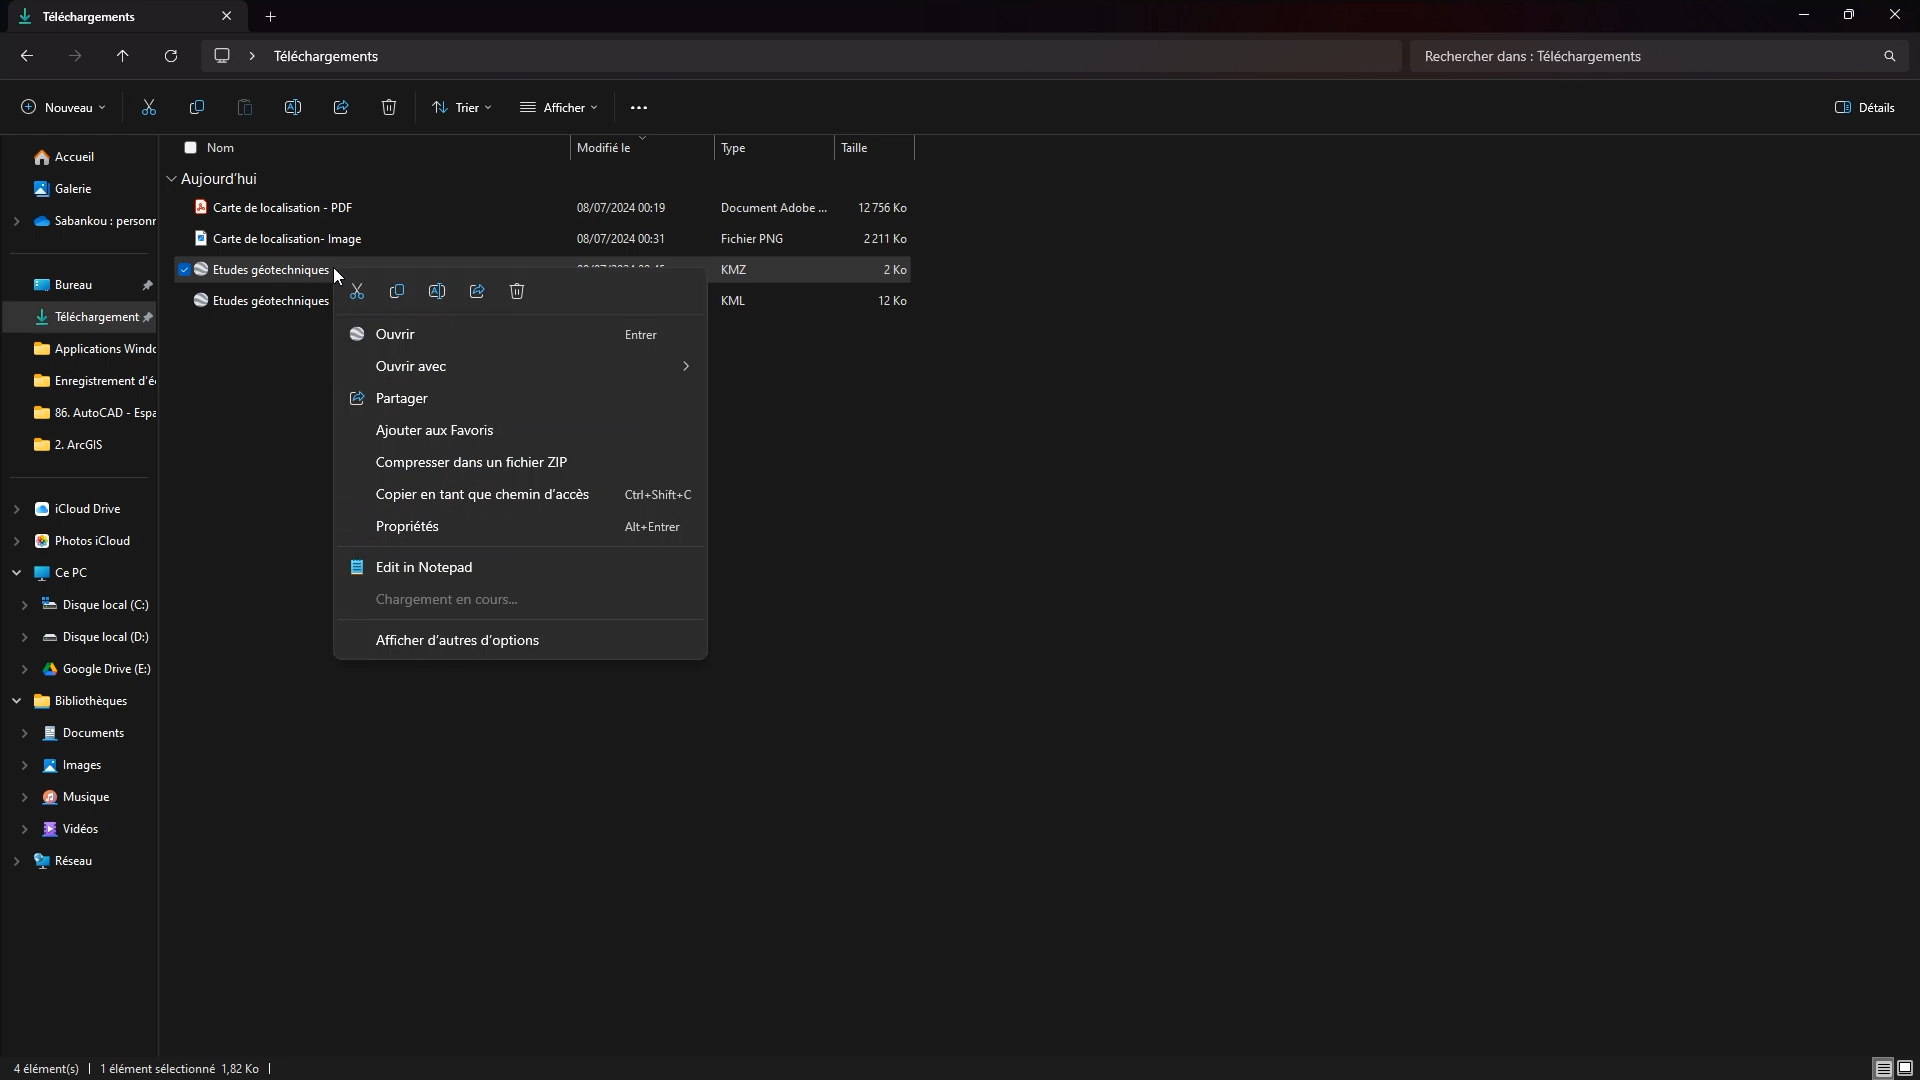 Téléchargements
Téléchargements
Rechercher dans : Téléchargements
Nouveau
Trier
Afficher
Détails
Nom
Modifié le
Type
Taille
Accueil
Galerie
Sabankou : personn
Bureau
Téléchargement
Applications Windo
Enregistrement d'é
86. AutoCAD - Espa
2. ArcGIS
iCloud Drive
Photos iCloud
Ce PC
Disque local (C:)
Disque local (D:)
Google Drive (E:)
Bibliothèques
Documents
Images
Musique
Vidéos
Réseau
Aujourd'hui
Carte de localisation - PDF 08/07/2024 00:19 Document Adobe ... 12 756 Ko
Carte de localisation- Image 08/07/2024 00:31 Fichier PNG 2 211 Ko
Etudes géotechniques KMZ 2 Ko
Etudes géotechniques KML 12 Ko
Ouvrir Entrer
Ouvrir avec
Partager
Ajouter aux Favoris
Compresser dans un fichier ZIP
Copier en tant que chemin d'accès Ctrl+Shift+C
Propriétés Alt+Entrer
Edit in Notepad
Chargement en cours...
Afficher d'autres d'options
4 élément(s) 1 élément sélectionné 1,82 Ko